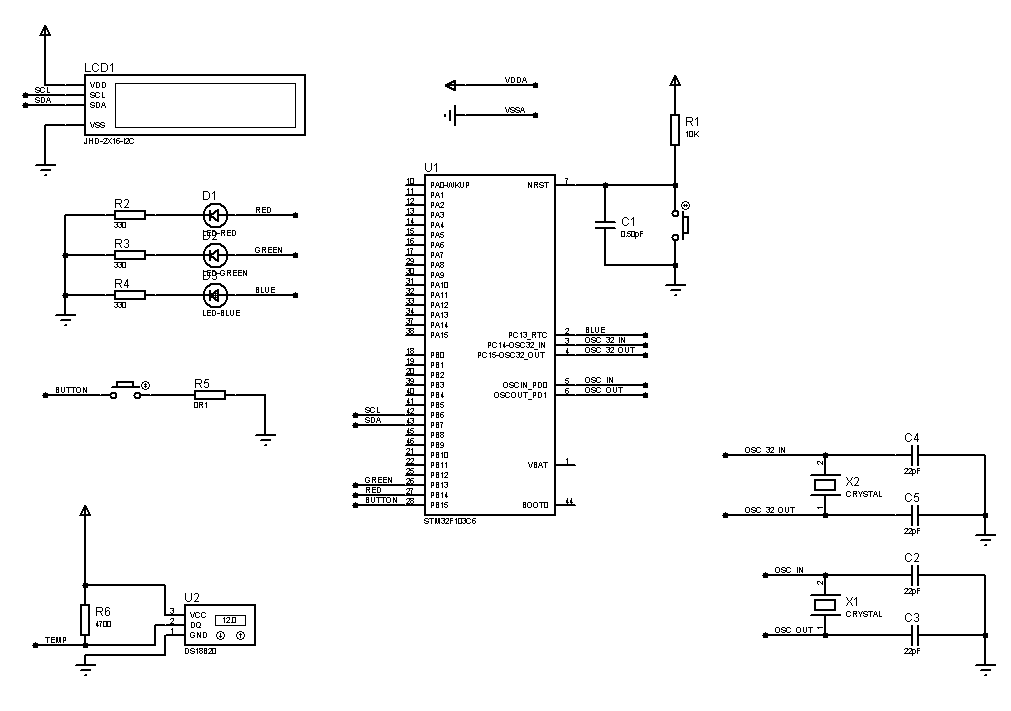 LCD1
VDD
SCL SCL
SDA SDA
VSS
JHD-2X16-I2C
VDDA
VSSA
R1
10K
C1
0.50pF
D1
R2 RED
330 LED-RED
D2
R3 GREEN
330 LED-GREEN
D3
R4 BLUE
330 LED-BLUE
BUTTON
R5
0R1
U1
10 PA0-WKUP NRST 7
11 PA1
12 PA2
13 PA3
14 PA4
15 PA5
16 PA6
17 PA7
29 PA8
30 PA9
31 PA10
32 PA11
33 PA12
34 PA13
37 PA14
38 PA15 PC13_RTC 2 BLUE
PC14-OSC32_IN 3 OSC 32 IN
18 PB0 PC15-OSC32_OUT 4 OSC 32 OUT
19 PB1
20 PB2
39 PB3 OSCIN_PD0 5 OSC IN
40 PB4 OSCOUT_PD1 6 OSC OUT
41 PB5
SCL 42 PB6
SDA 43 PB7
45 PB8
46 PB9
21 PB10
22 PB11 VBAT 1
25 PB12
GREEN 26 PB13
RED 27 PB14
BUTTON 28 PB15 BOOT0 44
STM32F103C6
OSC 32 IN
C4
22pF
2
X2
CRYSTAL
1
OSC 32 OUT
C5
22pF
OSC IN
C2
22pF
2
X1
CRYSTAL
1
OSC OUT
C3
22pF
R6
4700
TEMP
U2
3 VCC
2 DQ 12.0
1 GND
DS18B20